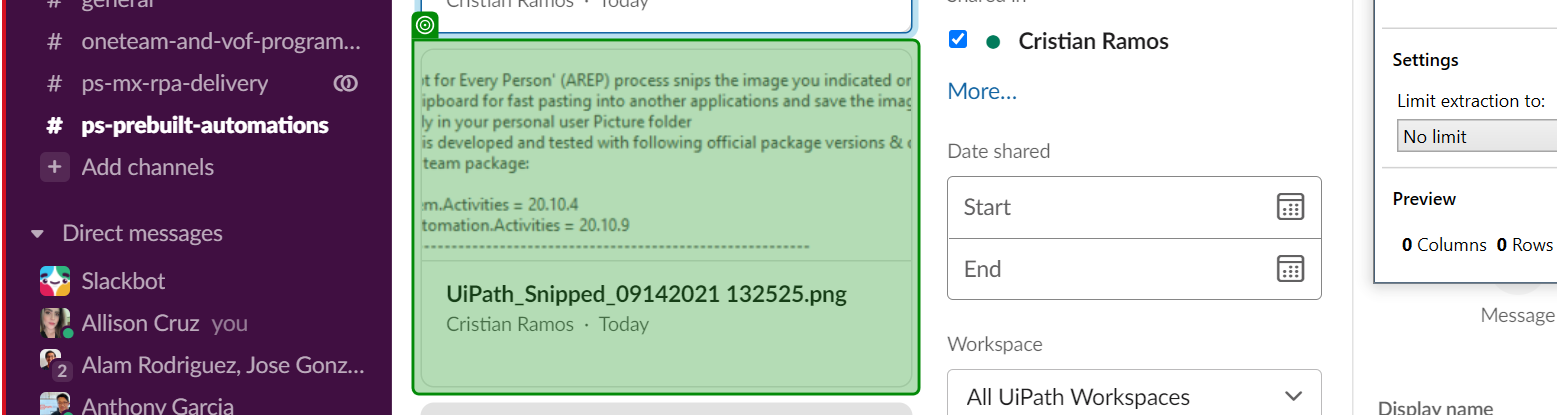 # general
# oneteam-and-vof-program...
# ps-mx-rpa-delivery
# ps-prebuilt-automations
+ Add channels
Direct messages
Slackbot
Allison Cruz you
2 Alam Rodriguez, Jose Gonz...
Anthony Garcia
Cristian Ramos · Today
t for Every Person' (AREP) process snips the image you indicated or
ipboard for fast pasting into another applications and save the imag
ly in your personal user Picture folder
is developed and tested with following official package versions &
team package:
em.Activities = 20.10.4
tomation.Activities = 20.10.9
--------------------------------------------------------
UiPath_Snipped_09142021 132525.png
Cristian Ramos · Today
Shared in
Cristian Ramos
More...
Date shared
Start
End
Workspace
All UiPath Workspaces
Settings
Limit extraction to:
No limit
Preview
0 Columns 0 Rows
Message
Display name